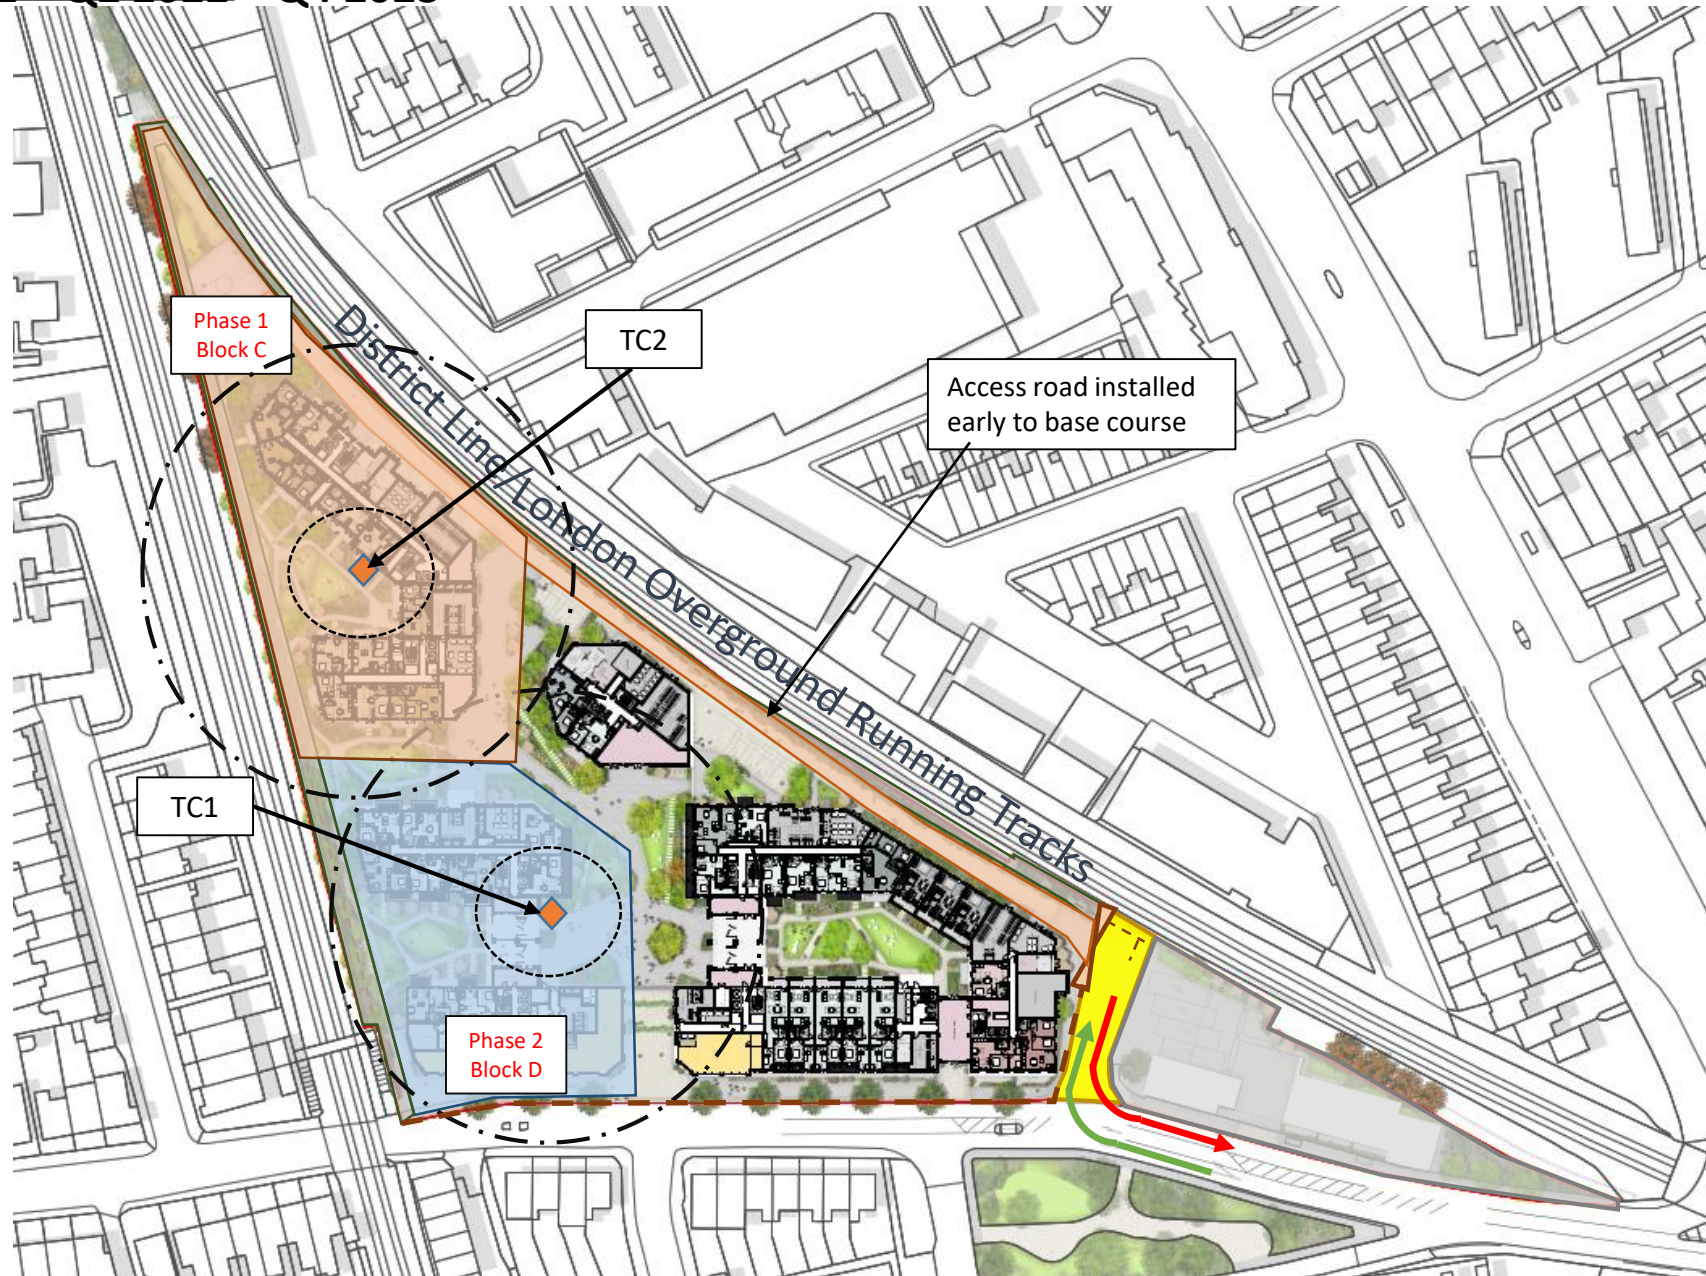 Phase 1
Block C
TC2
Access road installed
early to base course
District Line/London Overground Running Tracks
TC1
Phase 2
Block D